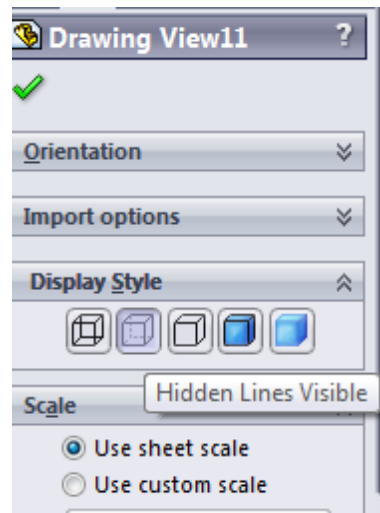 Drawing View11 ?
Orientation
Import options
Display Style
Hidden Lines Visible
Scale
Use sheet scale
Use custom scale